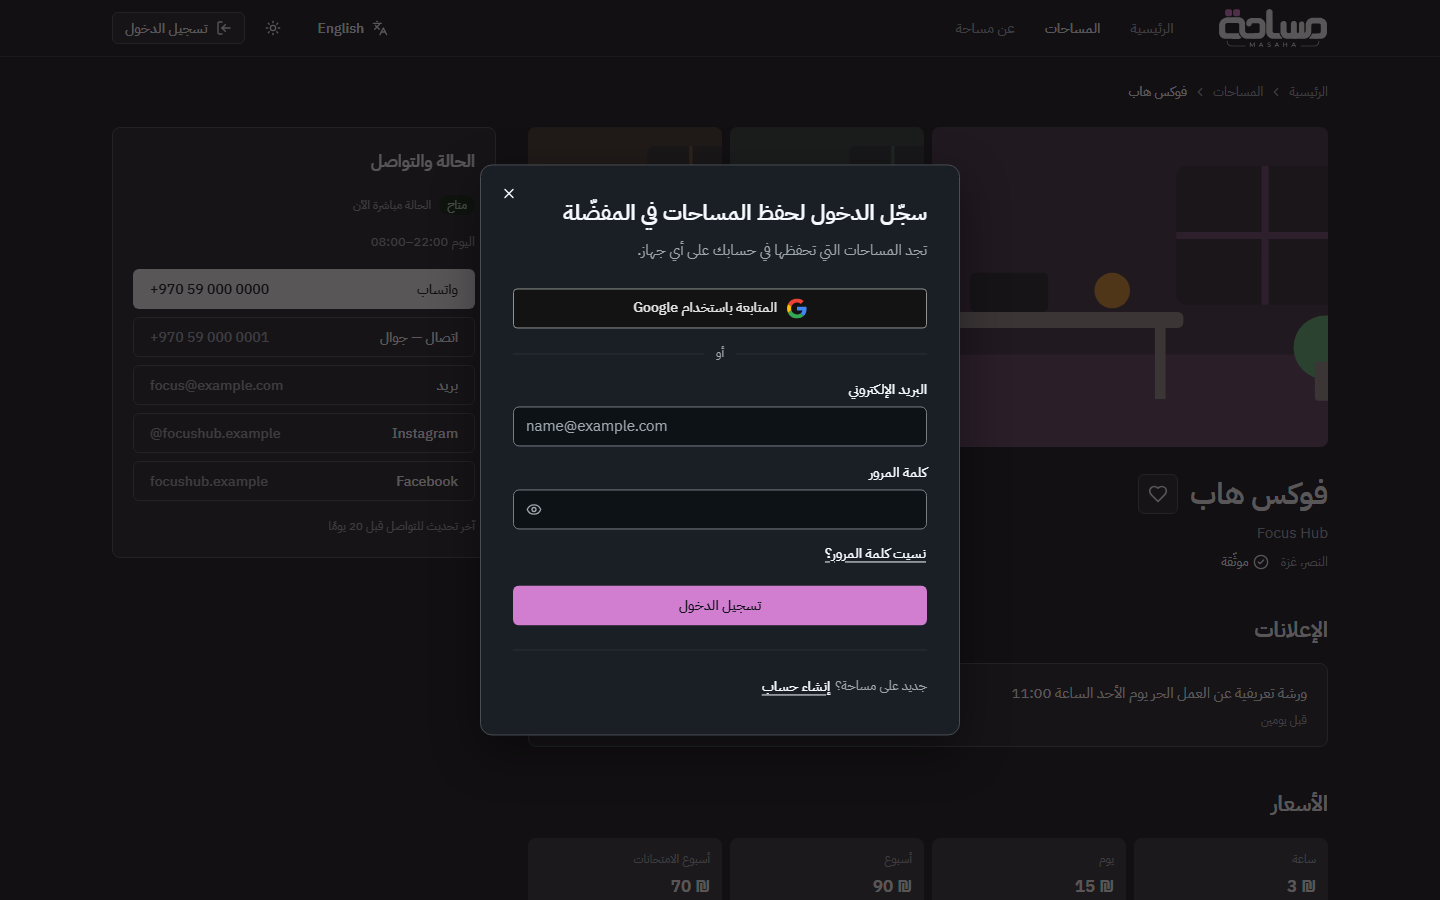 مساحة
MASAHA
الرئيسية
المساحات
عن مساحة
English
تسجيل الدخول
الرئيسية
المساحات
فوكس هاب
سجّل الدخول لحفظ المساحات في المفضّلة
تجد المساحات التي تحفظها في حسابك على أي جهاز.
المتابعة باستخدام Google
أو
البريد الإلكتروني
name@example.com
كلمة المرور
نسيت كلمة المرور؟
تسجيل الدخول
جديد على مساحة؟ إنشاء حساب
فوكس هاب
Focus Hub
النصر، غزة
موثّقة
الإعلانات
ورشة تعريفية عن العمل الحر يوم الأحد الساعة 11:00
قبل يومين
الأسعار
ساعة
₪ 3
يوم
₪ 15
أسبوع
₪ 90
أسبوع الامتحانات
₪ 70
الحالة والتواصل
متاح
الحالة مباشرة الآن
اليوم 08:00–22:00
واتساب
+970 59 000 0000
اتصال — جوال
+970 59 000 0001
بريد
focus@example.com
Instagram
@focushub.example
Facebook
focushub.example
آخر تحديث للتواصل قبل 20 يومًا